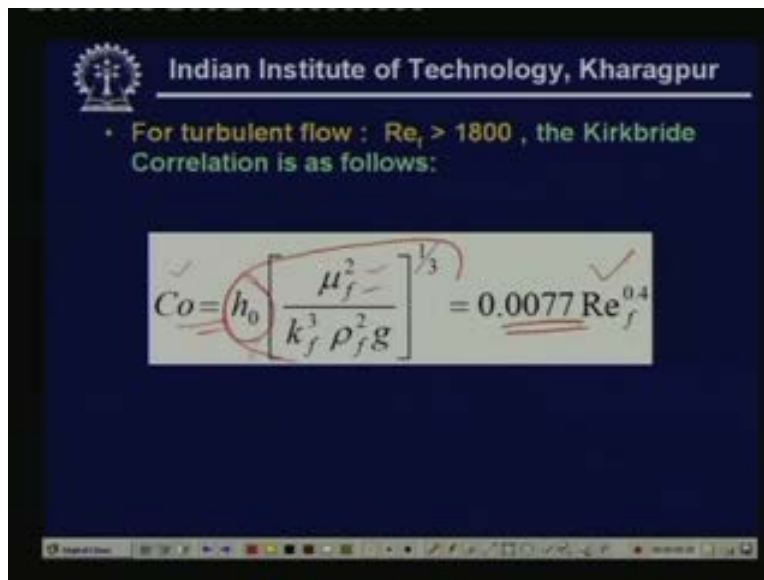 Indian Institute of Technology, Kharagpur
• For turbulent flow : Re_f > 1800 , the Kirkbride
Correlation is as follows:
Co = h_0 [ μ_f^2 / k_f^3 ρ_f^2 g ]^{1/3} = 0.0077 Re_f^{0.4}